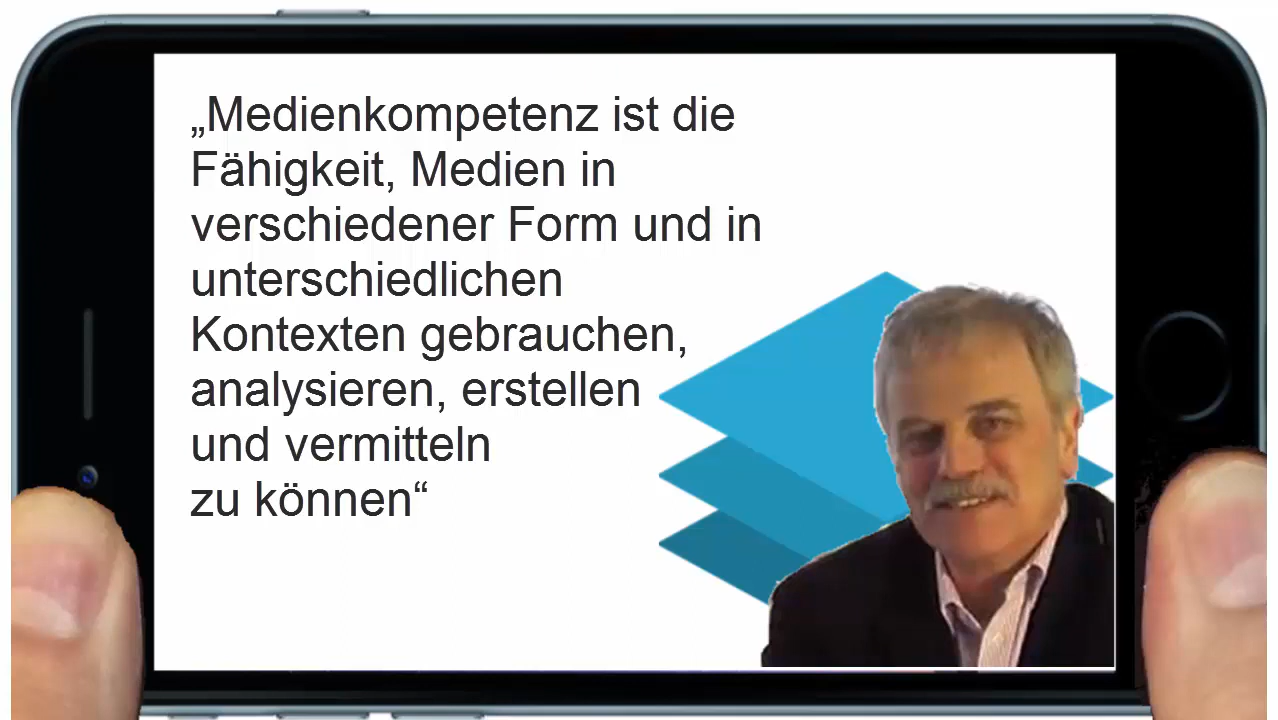 „Medienkompetenz ist die
Fähigkeit, Medien in
verschiedener Form und in
unterschiedlichen
Kontexten gebrauchen,
analysieren, erstellen
und vermitteln
zu können“